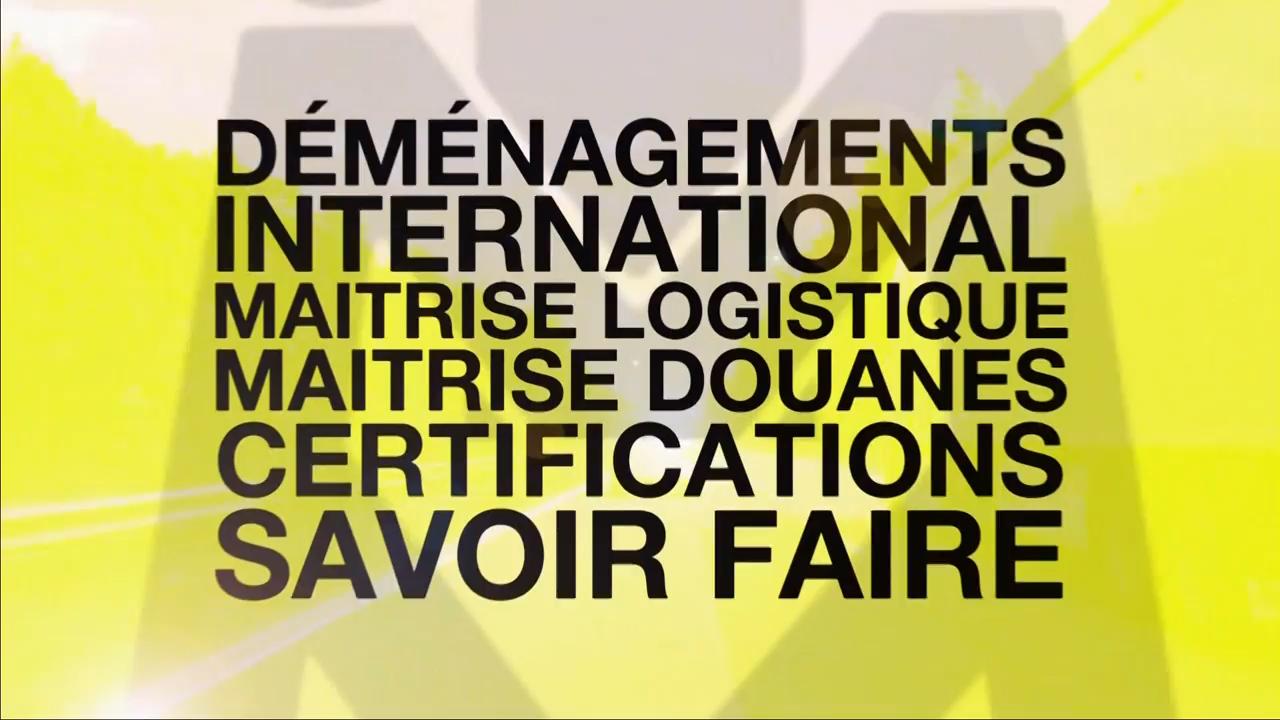 DÉMÉNAGEMENTS
INTERNATIONAL
MAITRISE LOGISTIQUE
MAITRISE DOUANES
CERTIFICATIONS
SAVOIR FAIRE